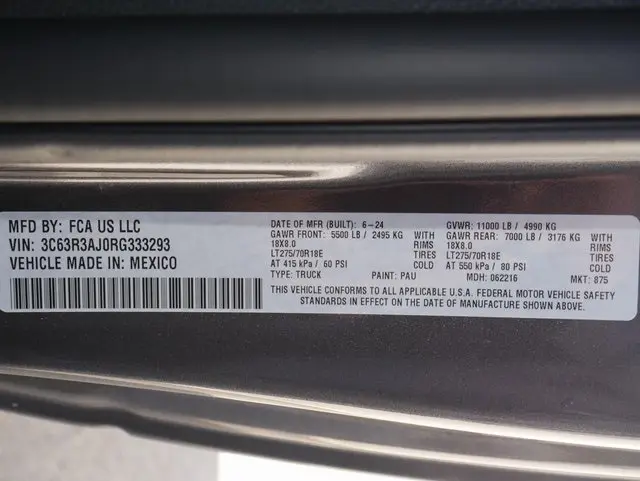 MFD BY: FCA US LLC
VIN: 3C63R3AJ0RG333293
VEHICLE MADE IN: MEXICO
DATE OF MFR (BUILT): 6-24 GVWR: 11000 LB / 4990 KG
GAWR FRONT: 5500 LB / 2495 KG WITH GAWR REAR: 7000 LB / 3176 KG WITH
18X8.0 RIMS 18X8.0 RIMS
LT275/70R18E TIRES LT275/70R18E TIRES
AT 415 kPa / 60 PSI COLD AT 550 kPa / 80 PSI COLD
TYPE: TRUCK PAINT: PAU MDH: 062216 MKT: 875
THIS VEHICLE CONFORMS TO ALL APPLICABLE U.S.A. FEDERAL MOTOR VEHICLE SAFETY
STANDARDS IN EFFECT ON THE DATE OF MANUFACTURE SHOWN ABOVE.